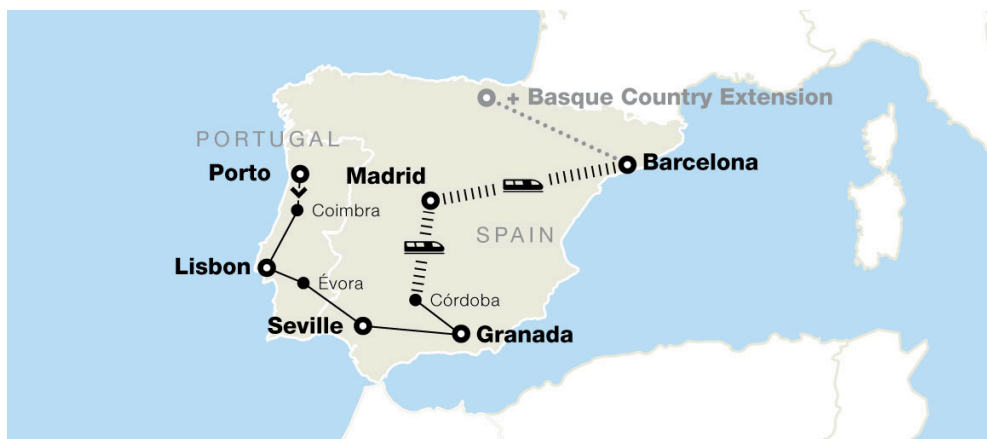 + Basque Country Extension
PORTUGAL
Porto
Madrid
Barcelona
Coimbra
SPAIN
Lisbon
Évora
Córdoba
Seville
Granada